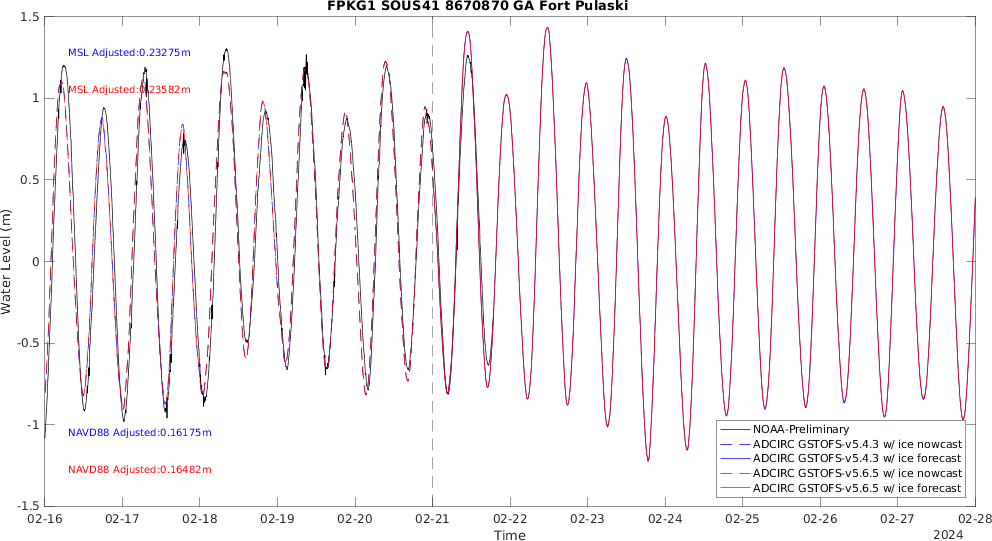 FPKG1 SOUS41 8670870 GA Fort Pulaski
1.5
MSL Adjusted:0.23275m
MSL Adjusted:0.23582m
1
0.5
Water Level (m)
0
-0.5
-1
NAVD88 Adjusted:0.16175m
NAVD88 Adjusted:0.16482m
-1.5
NOAA-Preliminary
ADCIRC GSTOFS-v5.4.3 w/ ice nowcast
ADCIRC GSTOFS-v5.4.3 w/ ice forecast
ADCIRC GSTOFS-v5.6.5 w/ ice nowcast
ADCIRC GSTOFS-v5.6.5 w/ ice forecast
02-16 02-17 02-18 02-19 02-20 02-21 02-22 02-23 02-24 02-25 02-26 02-27 02-28
Time
2024